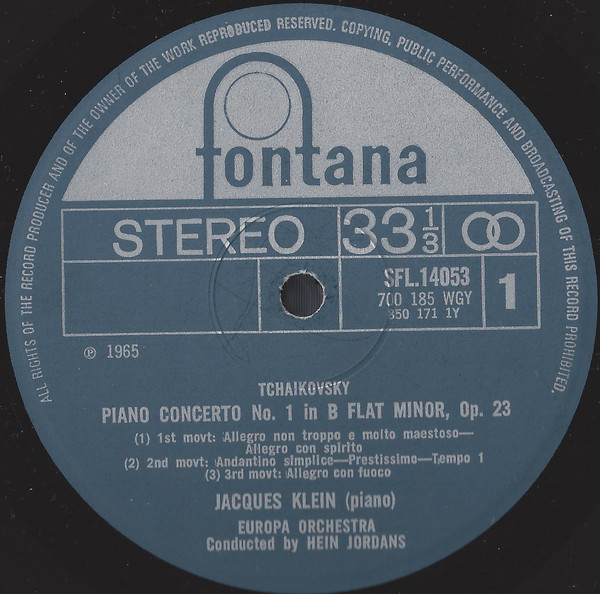 ALL RIGHTS OF THE RECORD PRODUCER AND OF THE OWNER OF THE WORK REPRODUCED RESERVED. COPYING, PUBLIC PERFORMANCE AND BROADCASTING OF THIS RECORD PROHIBITED.
fontana
STEREO 33 1/3
SFL.14053
700 185 WGY
850 171 1Y
1
℗ 1965
TCHAIKOVSKY
PIANO CONCERTO No. 1 in B FLAT MINOR, Op. 23
(1) 1st movt: Allegro non troppo e molto maestoso—
Allegro con spirito
(2) 2nd movt: Andantino simplice—Prestissimo—Tempo 1
(3) 3rd movt: Allegro con fuoco
JACQUES KLEIN (piano)
EUROPA ORCHESTRA
Conducted by HEIN JORDANS